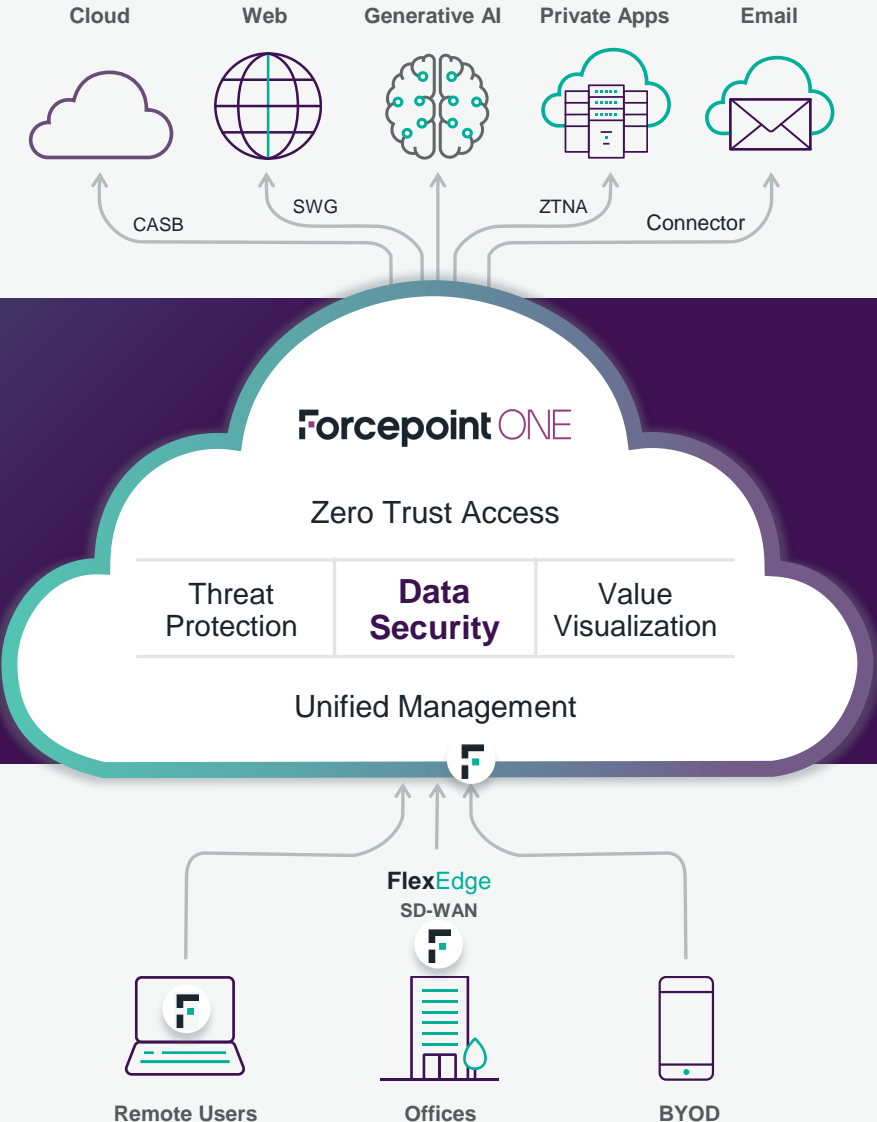 Cloud
Web
Generative AI
Private Apps
Email
CASB
SWG
ZTNA
Connector
Forcepoint ONE
Zero Trust Access
Threat
Protection
Data
Security
Value
Visualization
Unified Management
FlexEdge
SD-WAN
Remote Users
Offices
BYOD